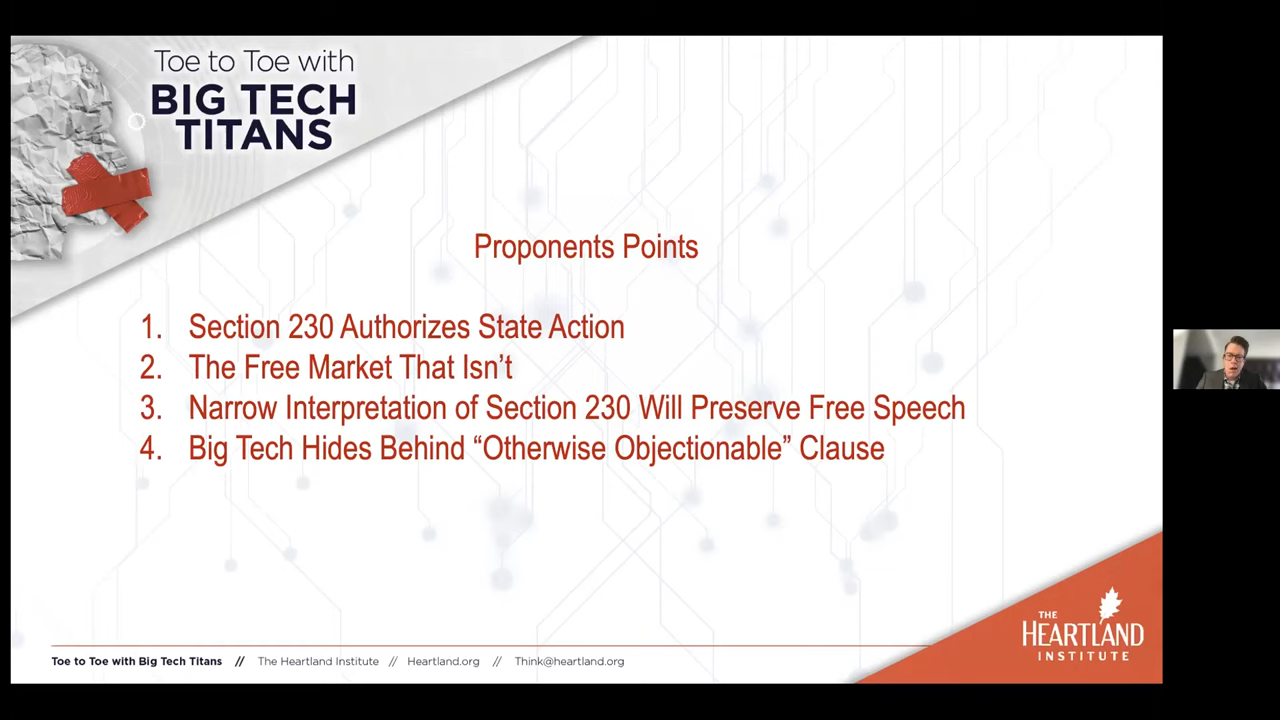 Toe to Toe with
BIG TECH
TITANS
Proponents Points
1. Section 230 Authorizes State Action
2. The Free Market That Isn’t
3. Narrow Interpretation of Section 230 Will Preserve Free Speech
4. Big Tech Hides Behind “Otherwise Objectionable” Clause
THE
HEARTLAND
INSTITUTE
Toe to Toe with Big Tech Titans // The Heartland Institute // Heartland.org // Think@heartland.org